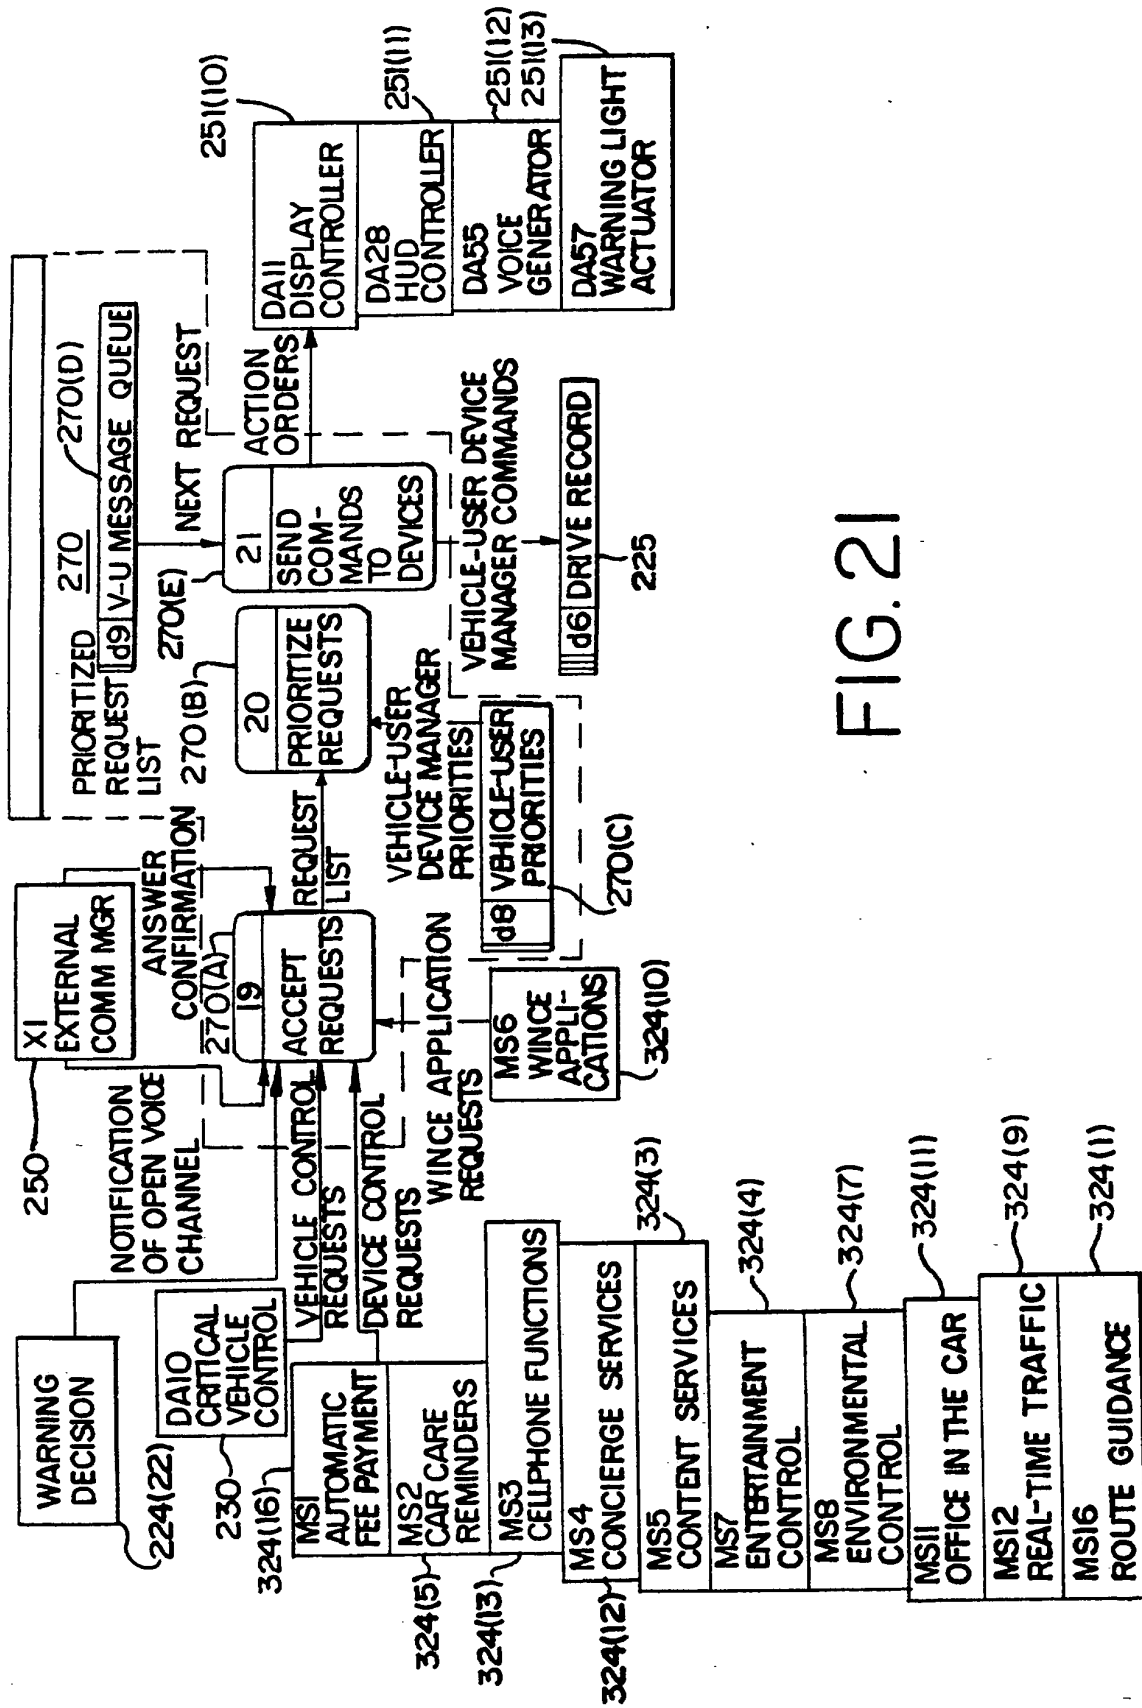 WARNING
DECISION
224(22)
X1
EXTERNAL
COMM MGR
250
NOTIFICATION
OF OPEN VOICE
CHANNEL
ANSWER
CONFIRMATION
270(A)
19
ACCEPT
REQUESTS
DA10
CRITICAL
VEHICLE
CONTROL
230
VEHICLE CONTROL
REQUESTS
DEVICE CONTROL
REQUESTS
WINCE APPLICATION
REQUESTS
MS6
WINCE
APPLI-
CATIONS
324(10)
324(16)
MS1
AUTOMATIC
FEE PAYMENT
MS2
CAR CARE
REMINDERS
324(5)
MS3
CELLPHONE FUNCTIONS
324(13)
MS4
CONCIERGE SERVICES
324(12)
MS5
CONTENT SERVICES
324(3)
MS7
ENTERTAINMENT
CONTROL
324(4)
MS8
ENVIRONMENTAL
CONTROL
324(7)
MS11
OFFICE IN THE CAR
324(11)
MS12
REAL-TIME TRAFFIC
324(9)
MS16
ROUTE GUIDANCE
324(1)
REQUEST
LIST
270(B)
20
PRIORITIZE
REQUESTS
VEHICLE-USER
DEVICE MANAGER
PRIORITIES
d8 VEHICLE-USER
PRIORITIES
270(C)
PRIORITIZED
REQUEST
LIST
270
270(D)
d9 V-U MESSAGE QUEUE
NEXT REQUEST
270(E)
21
SEND
COM-
MANDS
TO
DEVICES
ACTION
ORDERS
VEHICLE-USER DEVICE
MANAGER COMMANDS
d6 DRIVE RECORD
225
DA11
DISPLAY
CONTROLLER
251(10)
DA28
HUD
CONTROLLER
251(11)
DA55
VOICE
GENERATOR
251(12)
251(13)
DA57
WARNING LIGHT
ACTUATOR
FIG. 21